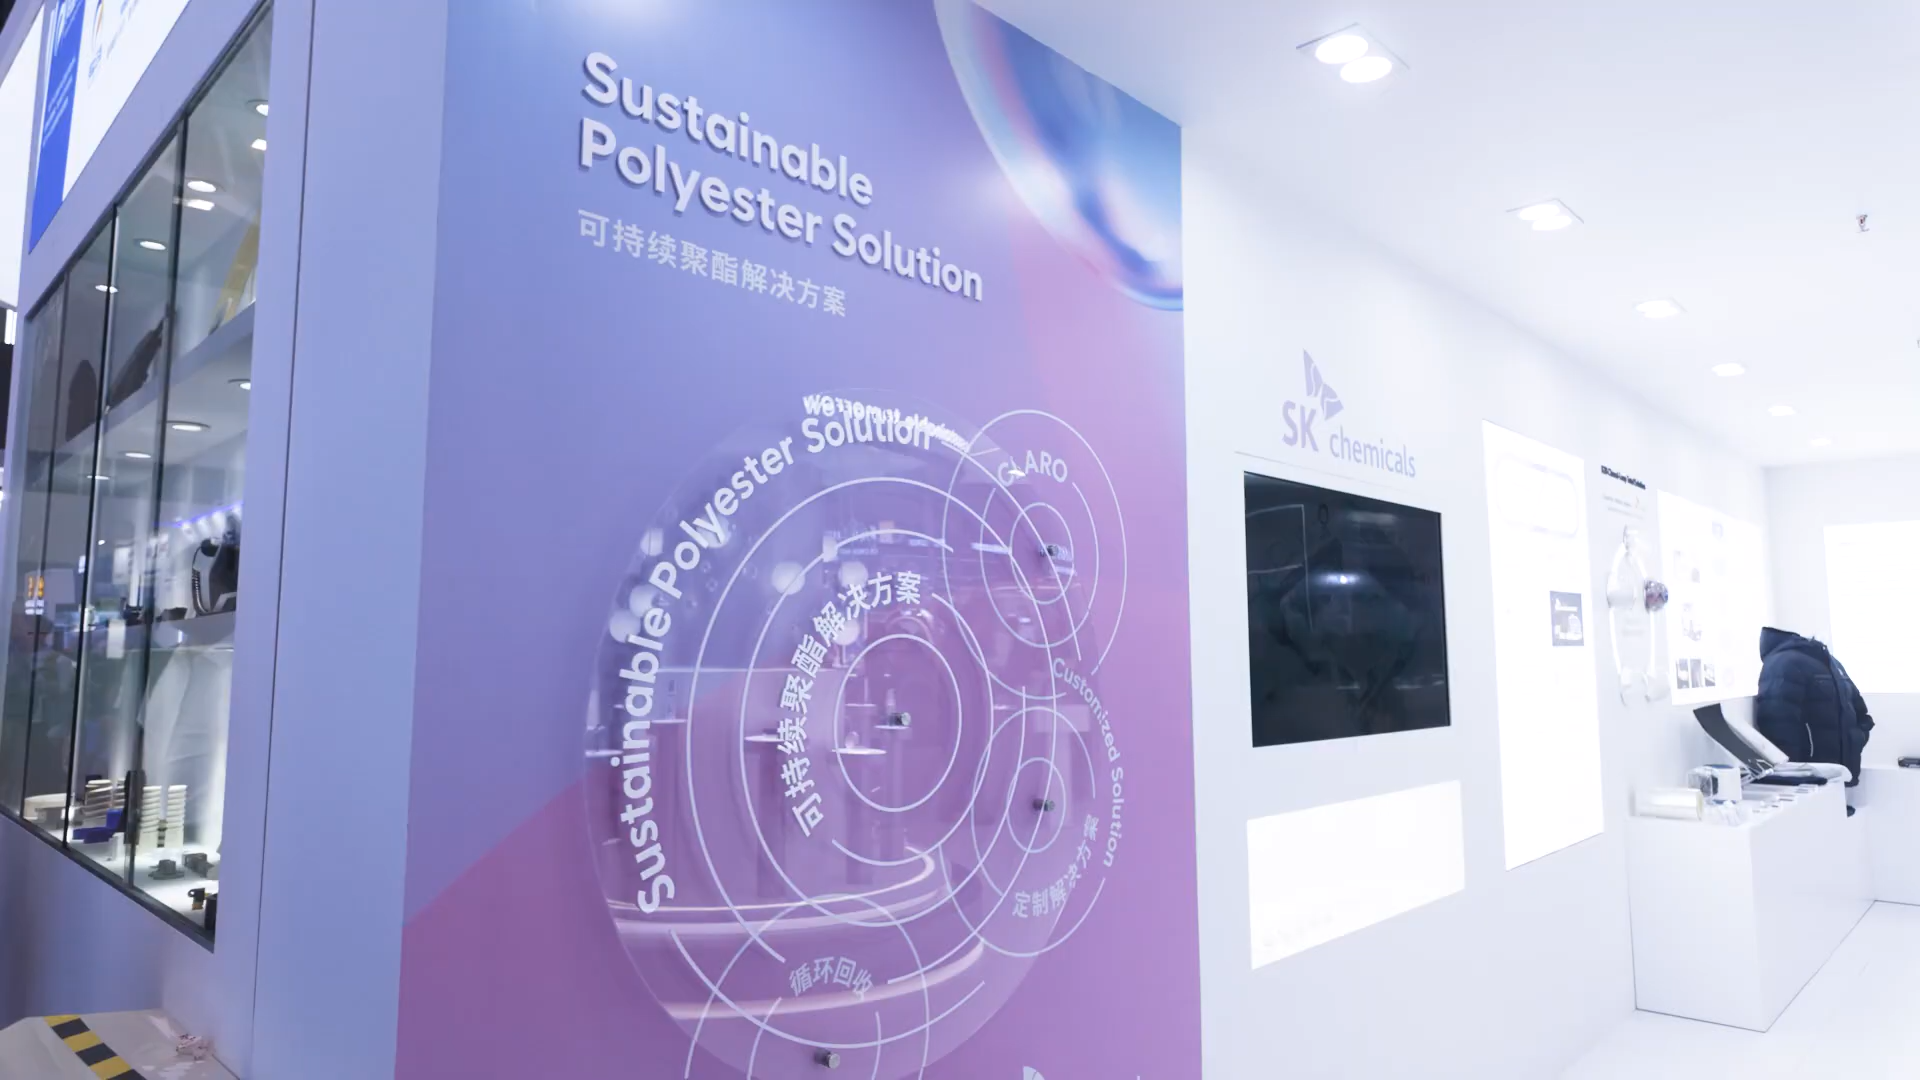 Sustainable
Polyester Solution
可持续聚酯解决方案
Sustainable Polyester Solution
可持续聚酯解决方案
CLARO
Customized Solution
定制解决方案
循环回收
SK
chemicals